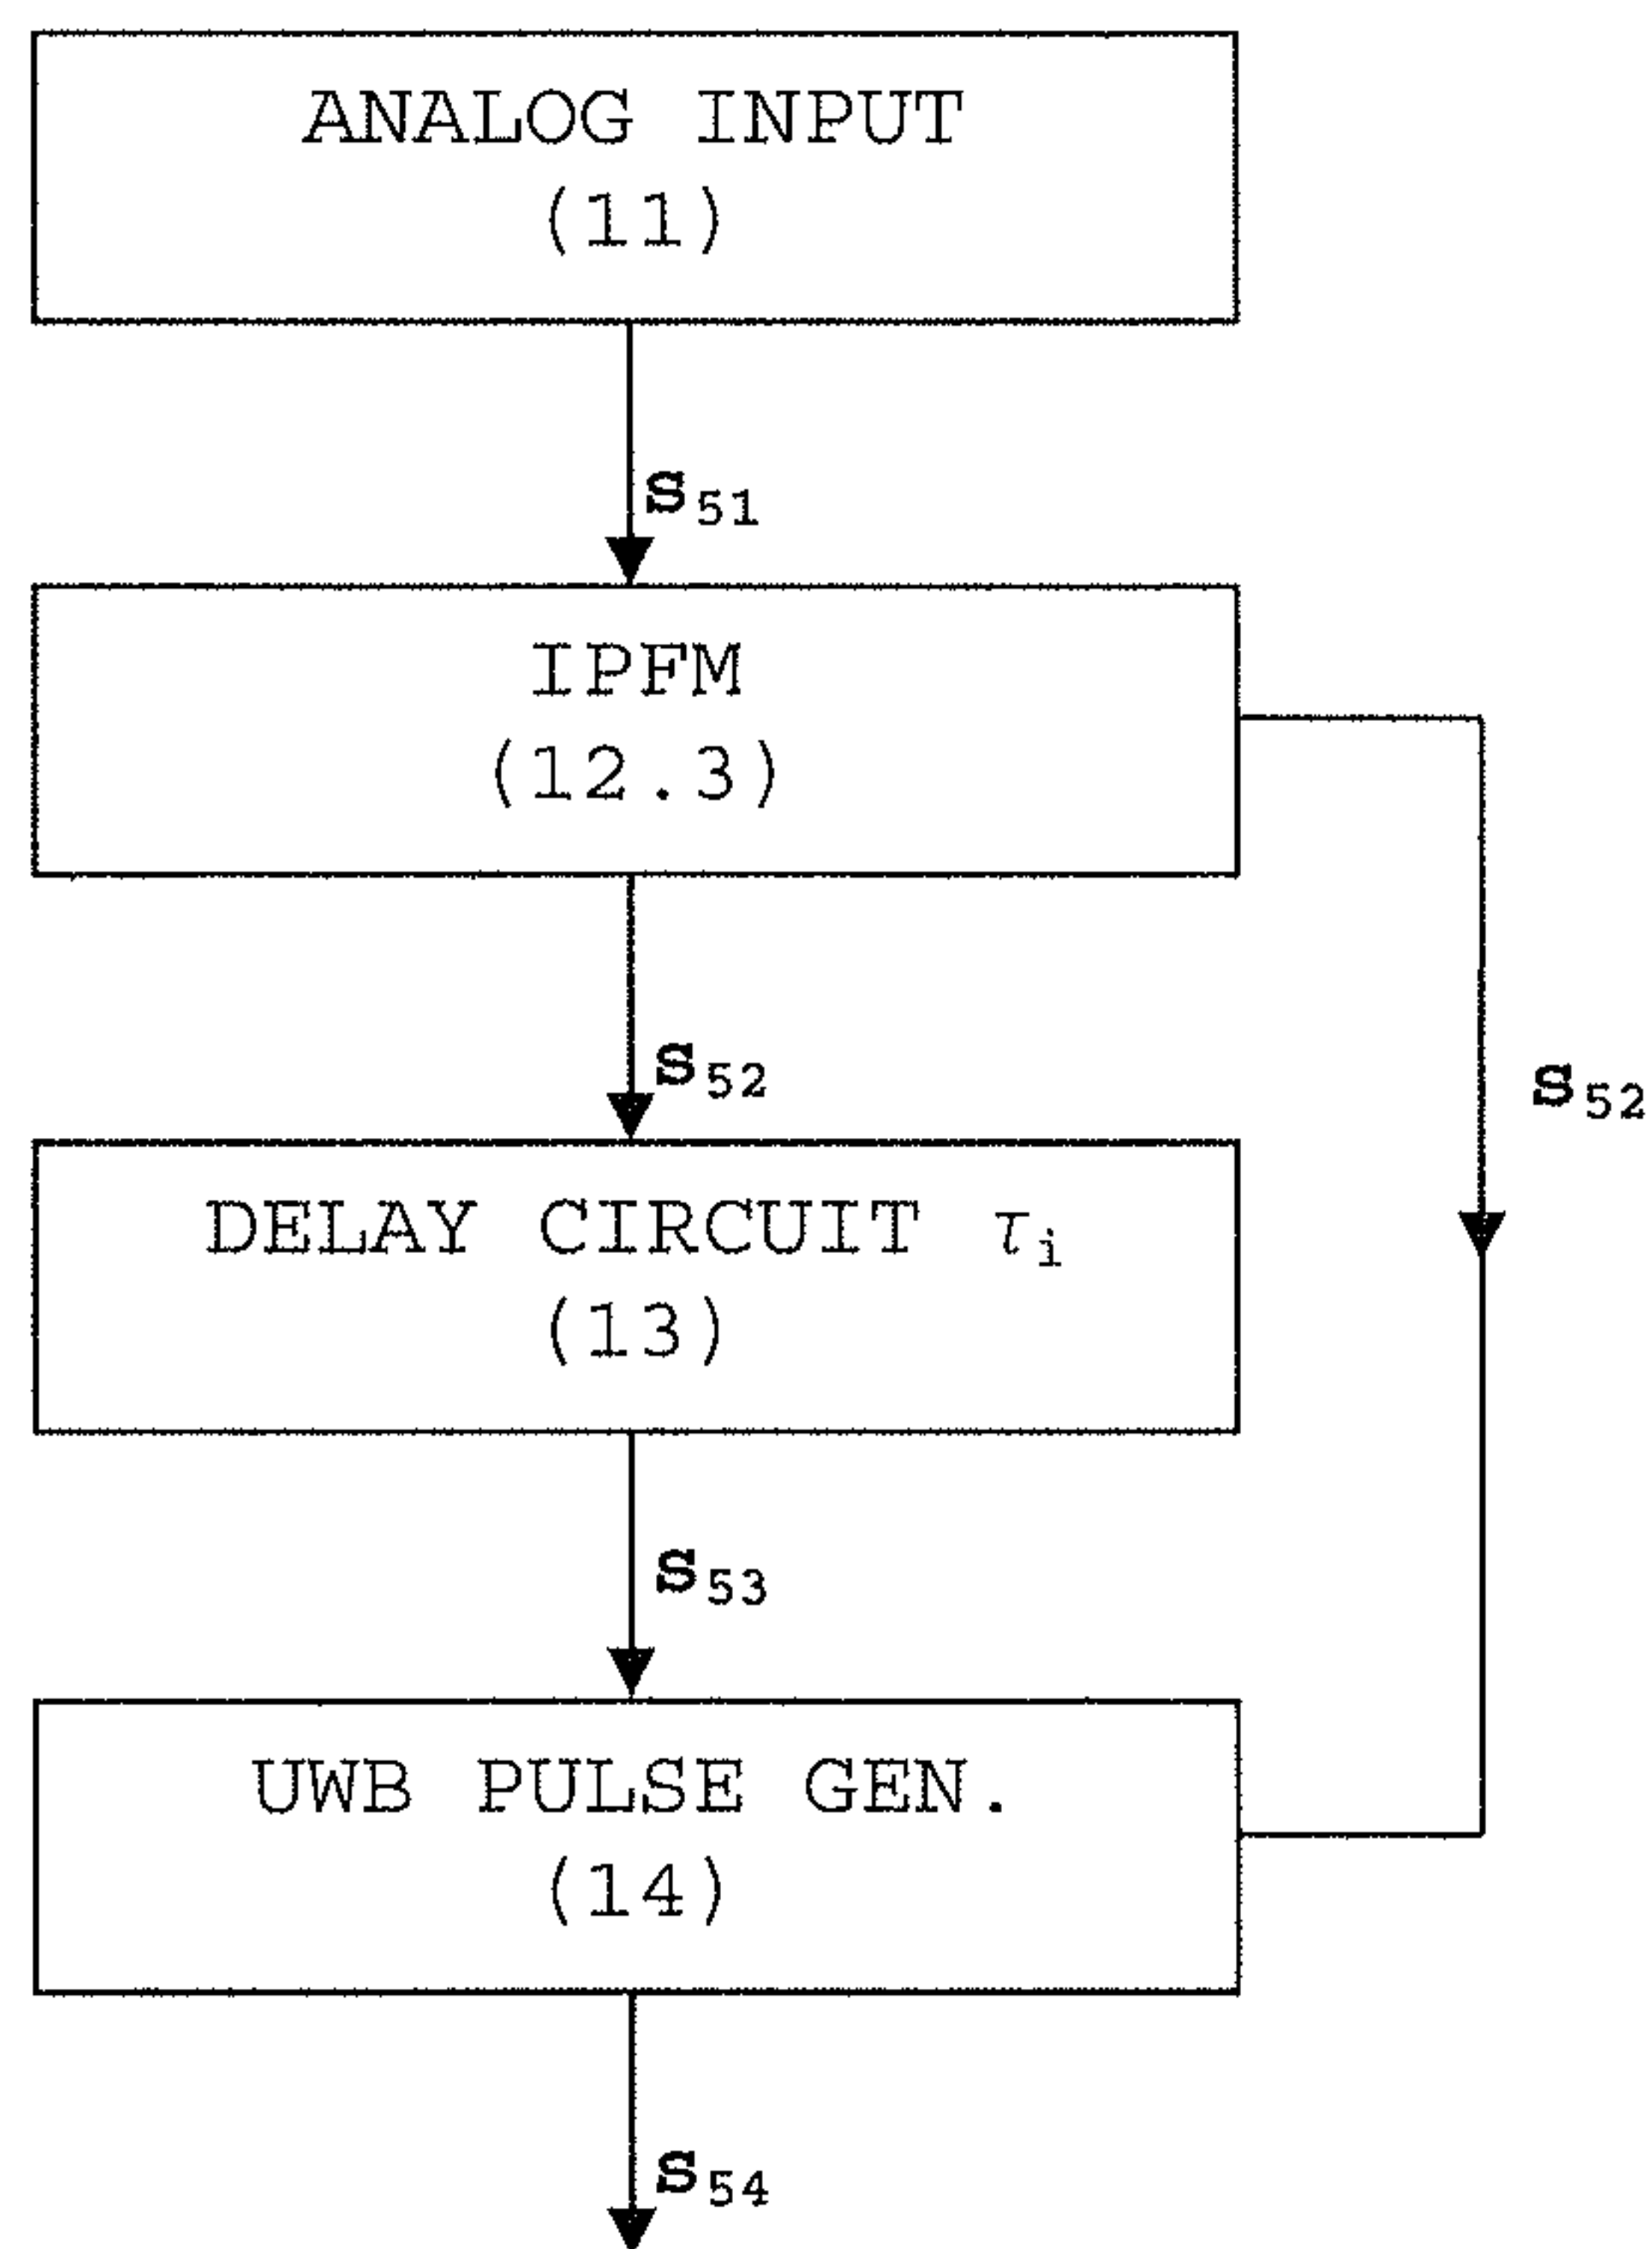 ANALOG INPUT
(11)
s51
IPFM
(12.3)
s52
s52
DELAY CIRCUIT τi
(13)
s53
UWB PULSE GEN.
(14)
s54